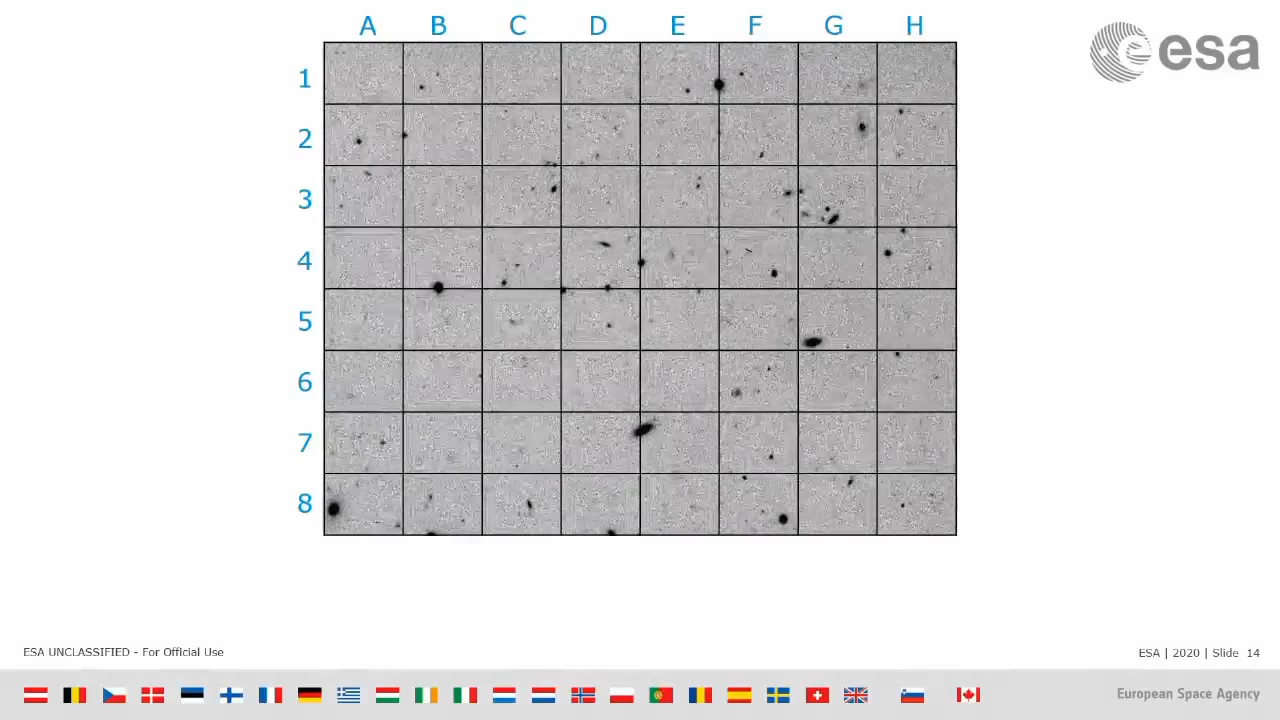 A B C D E F G H
esa
1
2
3
4
5
6
7
8
ESA UNCLASSIFIED - For Official Use
ESA | 2020 | Slide 14
European Space Agency